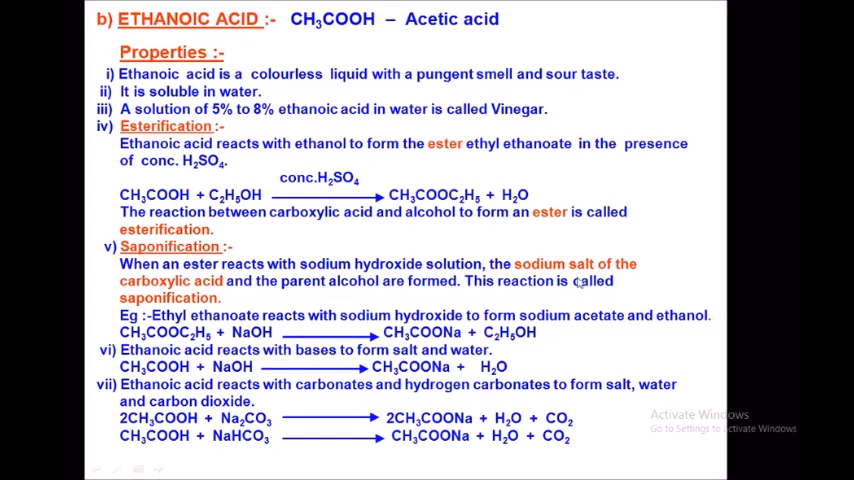 b) ETHANOIC ACID :- CH₃COOH – Acetic acid
Properties :-
i) Ethanoic acid is a colourless liquid with a pungent smell and sour taste.
ii) It is soluble in water.
iii) A solution of 5% to 8% ethanoic acid in water is called Vinegar.
iv) Esterification :-
Ethanoic acid reacts with ethanol to form the ester ethyl ethanoate in the presence
of conc. H₂SO₄.
conc.H₂SO₄
CH₃COOH + C₂H₅OH ⟶ CH₃COOC₂H₅ + H₂O
The reaction between carboxylic acid and alcohol to form an ester is called
esterification.
v) Saponification :-
When an ester reacts with sodium hydroxide solution, the sodium salt of the
carboxylic acid and the parent alcohol are formed. This reaction is called
saponification.
Eg :-Ethyl ethanoate reacts with sodium hydroxide to form sodium acetate and ethanol.
CH₃COOC₂H₅ + NaOH ⟶ CH₃COONa + C₂H₅OH
vi) Ethanoic acid reacts with bases to form salt and water.
CH₃COOH + NaOH ⟶ CH₃COONa + H₂O
vii) Ethanoic acid reacts with carbonates and hydrogen carbonates to form salt, water
and carbon dioxide.
2CH₃COOH + Na₂CO₃ ⟶ 2CH₃COONa + H₂O + CO₂
CH₃COOH + NaHCO₃ ⟶ CH₃COONa + H₂O + CO₂
Activate Windows
Go to Settings to activate Windows